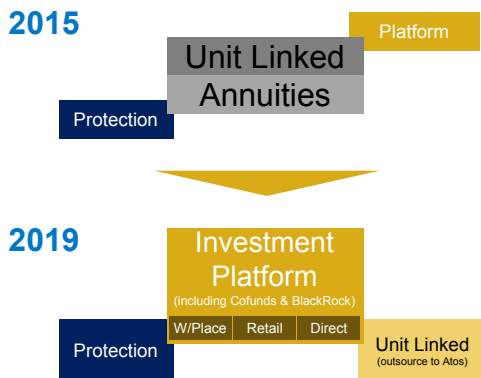 2015
Platform
Unit Linked
Annuities
Protection
2019
Investment
Platform
(including Cofunds & BlackRock)
W/Place Retail Direct
Protection
Unit Linked
(outsource to Atos)